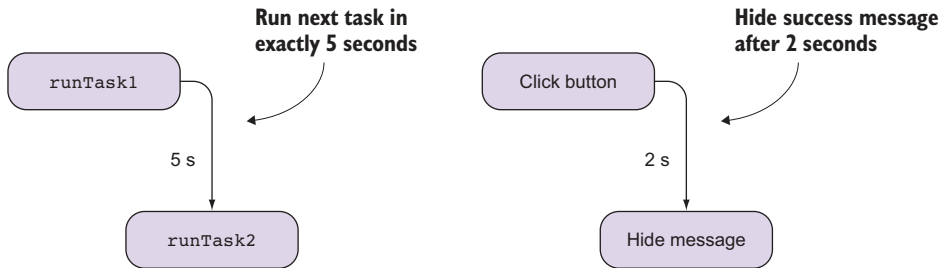 Run next task in
exactly 5 seconds
runTask1
5 s
runTask2
Hide success message
after 2 seconds
Click button
2 s
Hide message